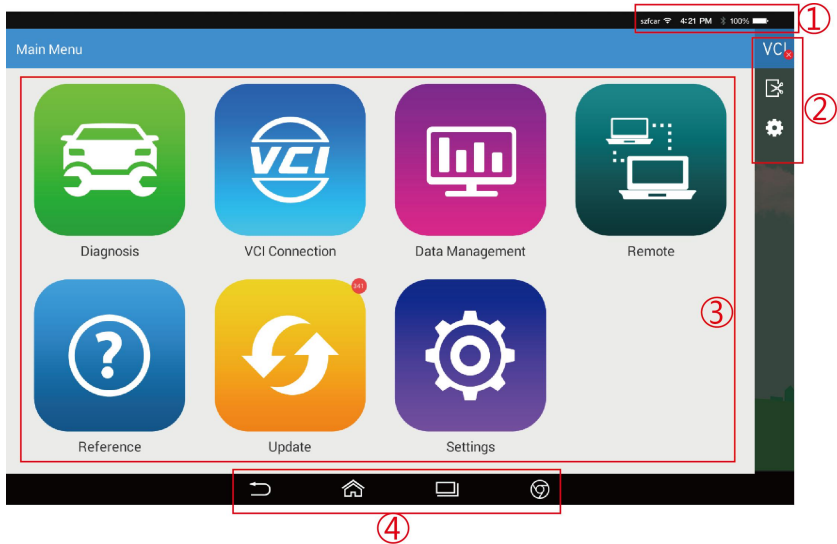 szfcar 4:21 PM 100%
①
Main Menu
VCI
②
VCI
Diagnosis
VCI Connection
Data Management
Remote
③
?
241
Reference
Update
Settings
④